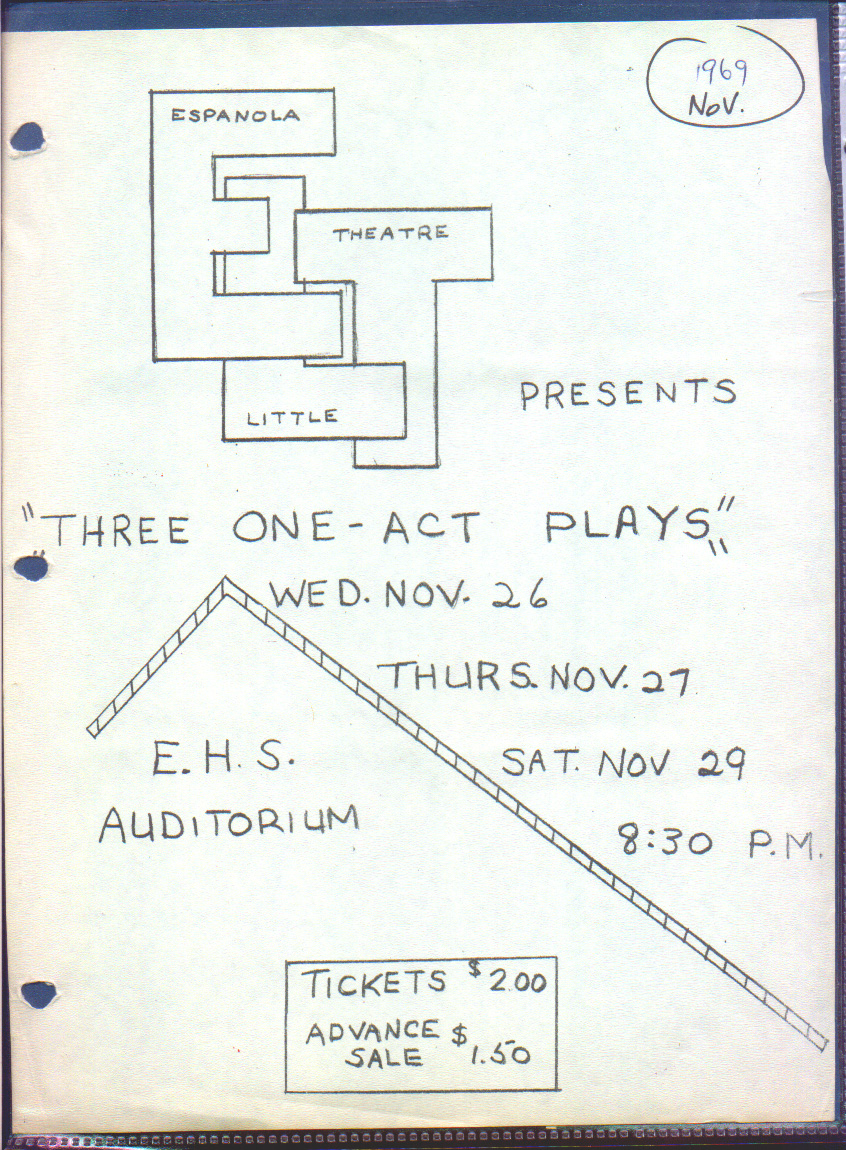 1969
NOV.
ESPANOLA
THEATRE
LITTLE
PRESENTS
"THREE ONE-ACT PLAYS"
WED. NOV. 26
THURS. NOV. 27
E. H. S.
SAT. NOV 29
AUDITORIUM
8:30 P.M.
TICKETS $2.00
ADVANCE $
SALE 1.50